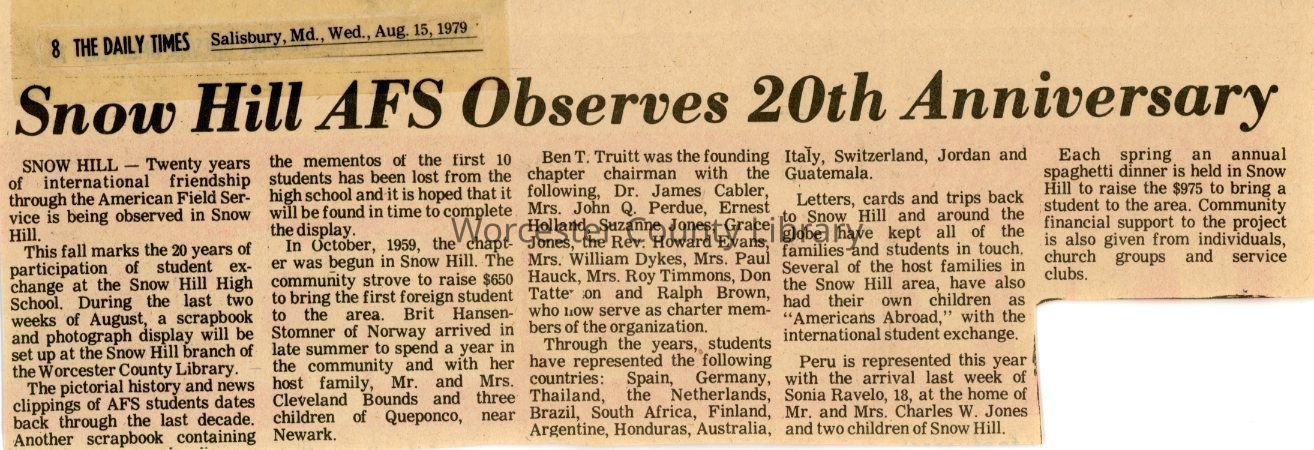 8 THE DAILY TIMES Salisbury, Md., Wed., Aug. 15, 1979
Snow Hill AFS Observes 20th Anniversary
SNOW HILL — Twenty years
of international friendship
through the American Field Ser-
vice is being observed in Snow
Hill.
This fall marks the 20 years of
participation of student ex-
change at the Snow Hill High
School. During the last two
weeks of August, a scrapbook
and photograph display will be
set up at the Snow Hill branch of
the Worcester County Library.
The pictorial history and news
clippings of AFS students dates
back through the last decade.
Another scrapbook containing
the mementos of the first 10
students has been lost from the
high school and it is hoped that it
will be found in time to complete
the display.
In October, 1959, the chapt-
er was begun in Snow Hill. The
community strove to raise $650
to bring the first foreign student
to the area. Brit Hansen-
Stomner of Norway arrived in
late summer to spend a year in
the community and with her
host family, Mr. and Mrs.
Cleveland Bounds and three
children of Queponco, near
Newark.
Ben T. Truitt was the founding
chapter chairman with the
following, Dr. James Cabler,
Mrs. John Q. Perdue, Ernest
Holland, Suzanne Jones, Grace
Jones, the Rev. Howard Evans,
Mrs. William Dykes, Mrs. Paul
Hauck, Mrs. Roy Timmons, Don
and Ralph Brown,
who now serve as charter mem-
bers of the organization.
Through the years, students
have represented the following
countries: Spain, Germany,
Thailand, the Netherlands,
Brazil, South Africa, Finland,
Argentine, Honduras, Australia,
Italy, Switzerland, Jordan and
Guatemala.
Letters, cards and trips back
to Snow Hill and around the
globe have kept all of the
families and students in touch.
Several of the host families in
the Snow Hill area, have also
had their own children as
"Americans Abroad," with the
international student exchange.
Peru is represented this year
with the arrival last week of
Sonia Ravelo, 18, at the home of
Mr. and Mrs. Charles W. Jones
and two children of Snow Hill.
Each spring an annual
spaghetti dinner is held in Snow
Hill to raise the $975 to bring a
student to the area. Community
financial support to the project
is also given from individuals,
church groups and service
clubs.
Worcester County Library